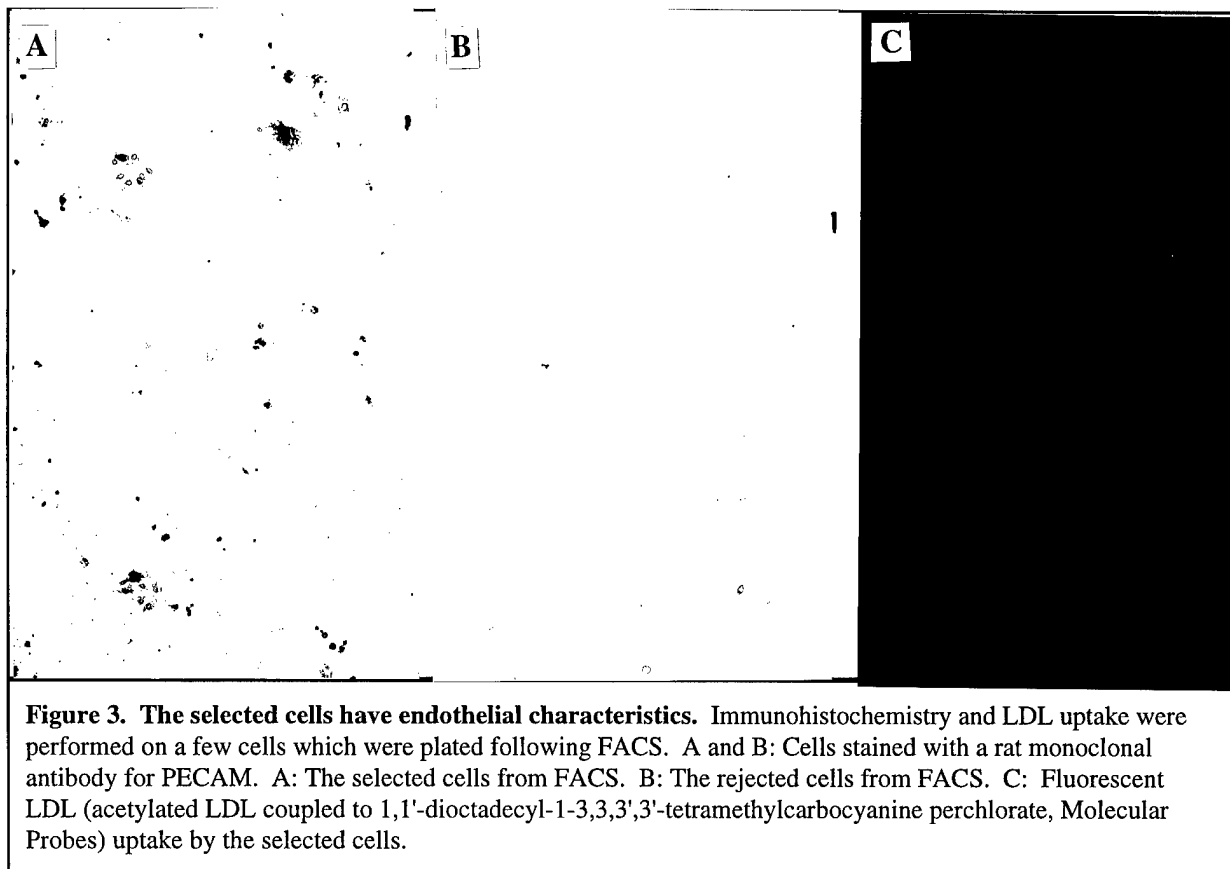 A B C
Figure 3. The selected cells have endothelial characteristics. Immunohistochemistry and LDL uptake were
performed on a few cells which were plated following FACS. A and B: Cells stained with a rat monoclonal
antibody for PECAM. A: The selected cells from FACS. B: The rejected cells from FACS. C: Fluorescent
LDL (acetylated LDL coupled to 1,1'-dioctadecyl-1-3,3,3',3'-tetramethylcarbocyanine perchlorate, Molecular
Probes) uptake by the selected cells.